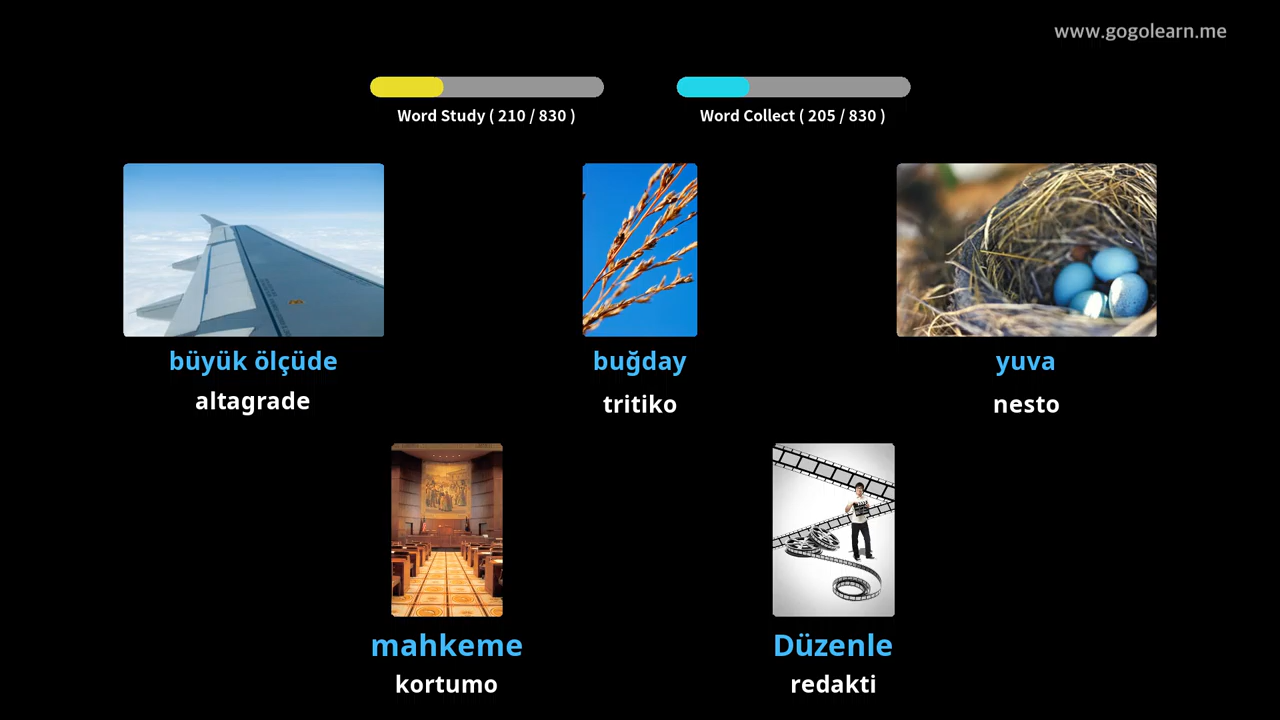 www.gogolearn.me
Word Study ( 210 / 830 )
Word Collect ( 205 / 830 )
büyük ölçüde
altagrade
buğday
tritiko
yuva
nesto
mahkeme
kortumo
Düzenle
redakti